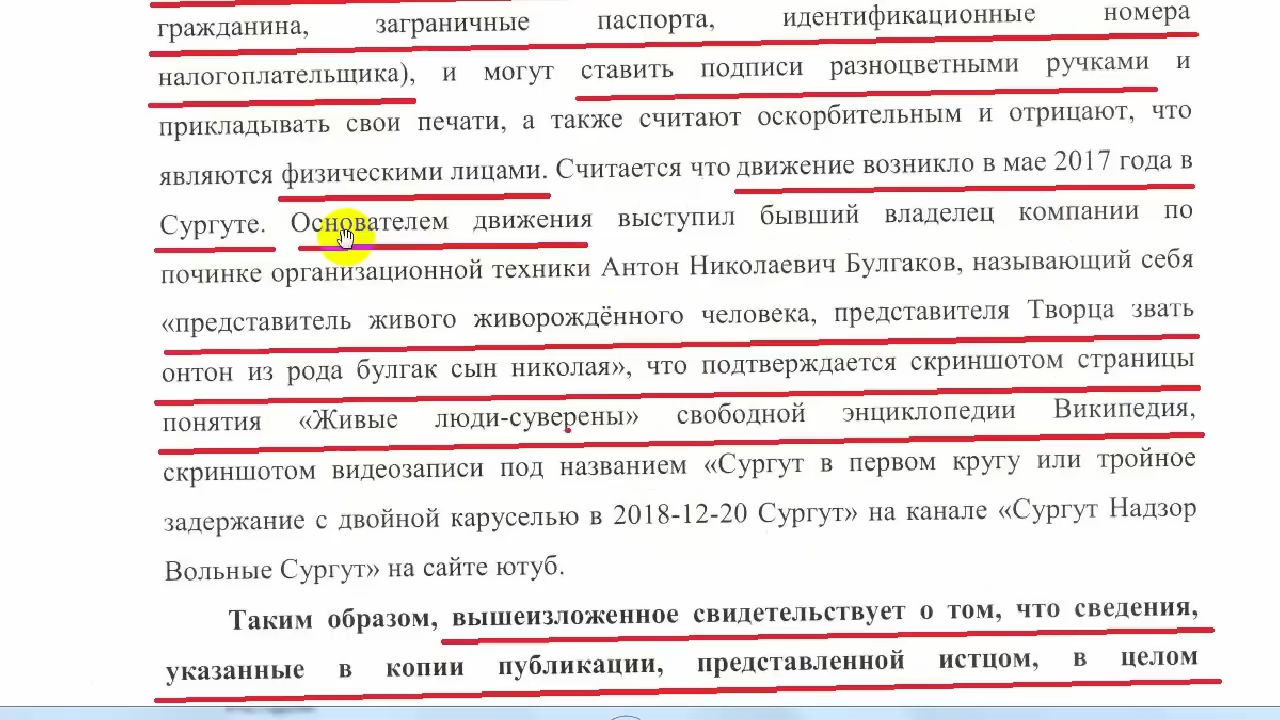 гражданина, заграничные паспорта, идентификационные номера
налогоплательщика), и могут ставить подписи разноцветными ручками и
прикладывать свои печати, а также считают оскорбительным и отрицают, что
являются физическими лицами. Считается что движение возникло в мае 2017 года в
Сургуте. Основателем движения выступил бывший владелец компании по
починке организационной техники Антон Николаевич Булгаков, называющий себя
«представитель живого живорождённого человека, представителя Творца звать
онтон из рода булгак сын николая», что подтверждается скриншотом страницы
понятия «Живые люди-суверены» свободной энциклопедии Википедия,
скриншотом видеозаписи под названием «Сургут в первом кругу или тройное
задержание с двойной каруселью в 2018-12-20 Сургут» на канале «Сургут Надзор
Вольные Сургут» на сайте ютуб.
Таким образом, вышеизложенное свидетельствует о том, что сведения,
указанные в копии публикации, представленной истцом, в целом